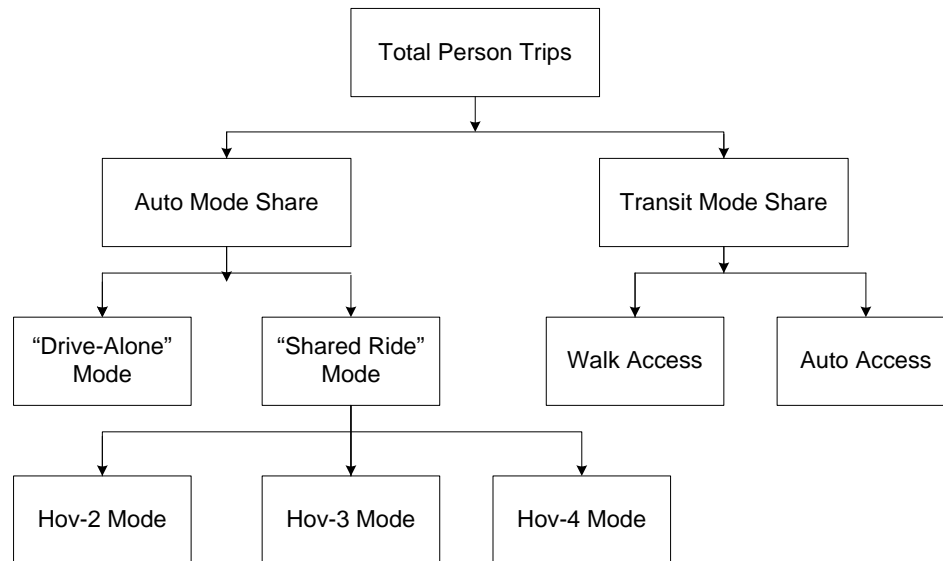 Total Person Trips
Auto Mode Share
Transit Mode Share
“Drive-Alone”
Mode
“Shared Ride”
Mode
Walk Access
Auto Access
Hov-2 Mode
Hov-3 Mode
Hov-4 Mode